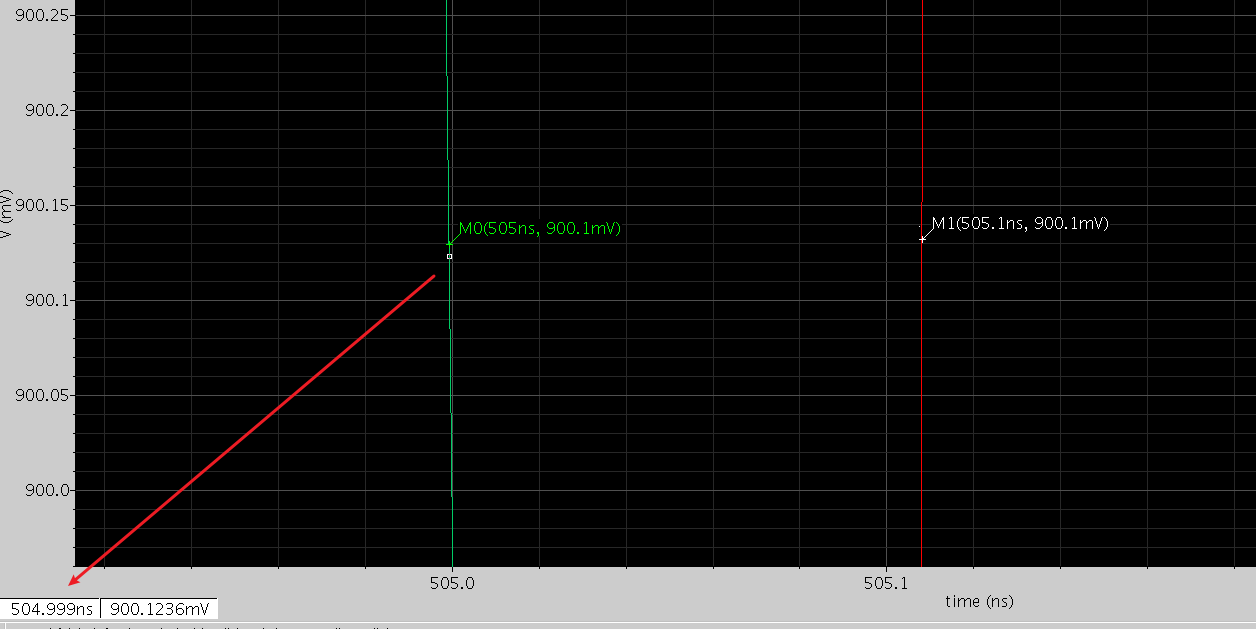 900.25
900.2
900.15
V (mV)
M0(505ns, 900.1mV)
M1(505.1ns, 900.1mV)
900.1
900.05
900.0
505.0
505.1
time (ns)
504.999ns
900.1236mV